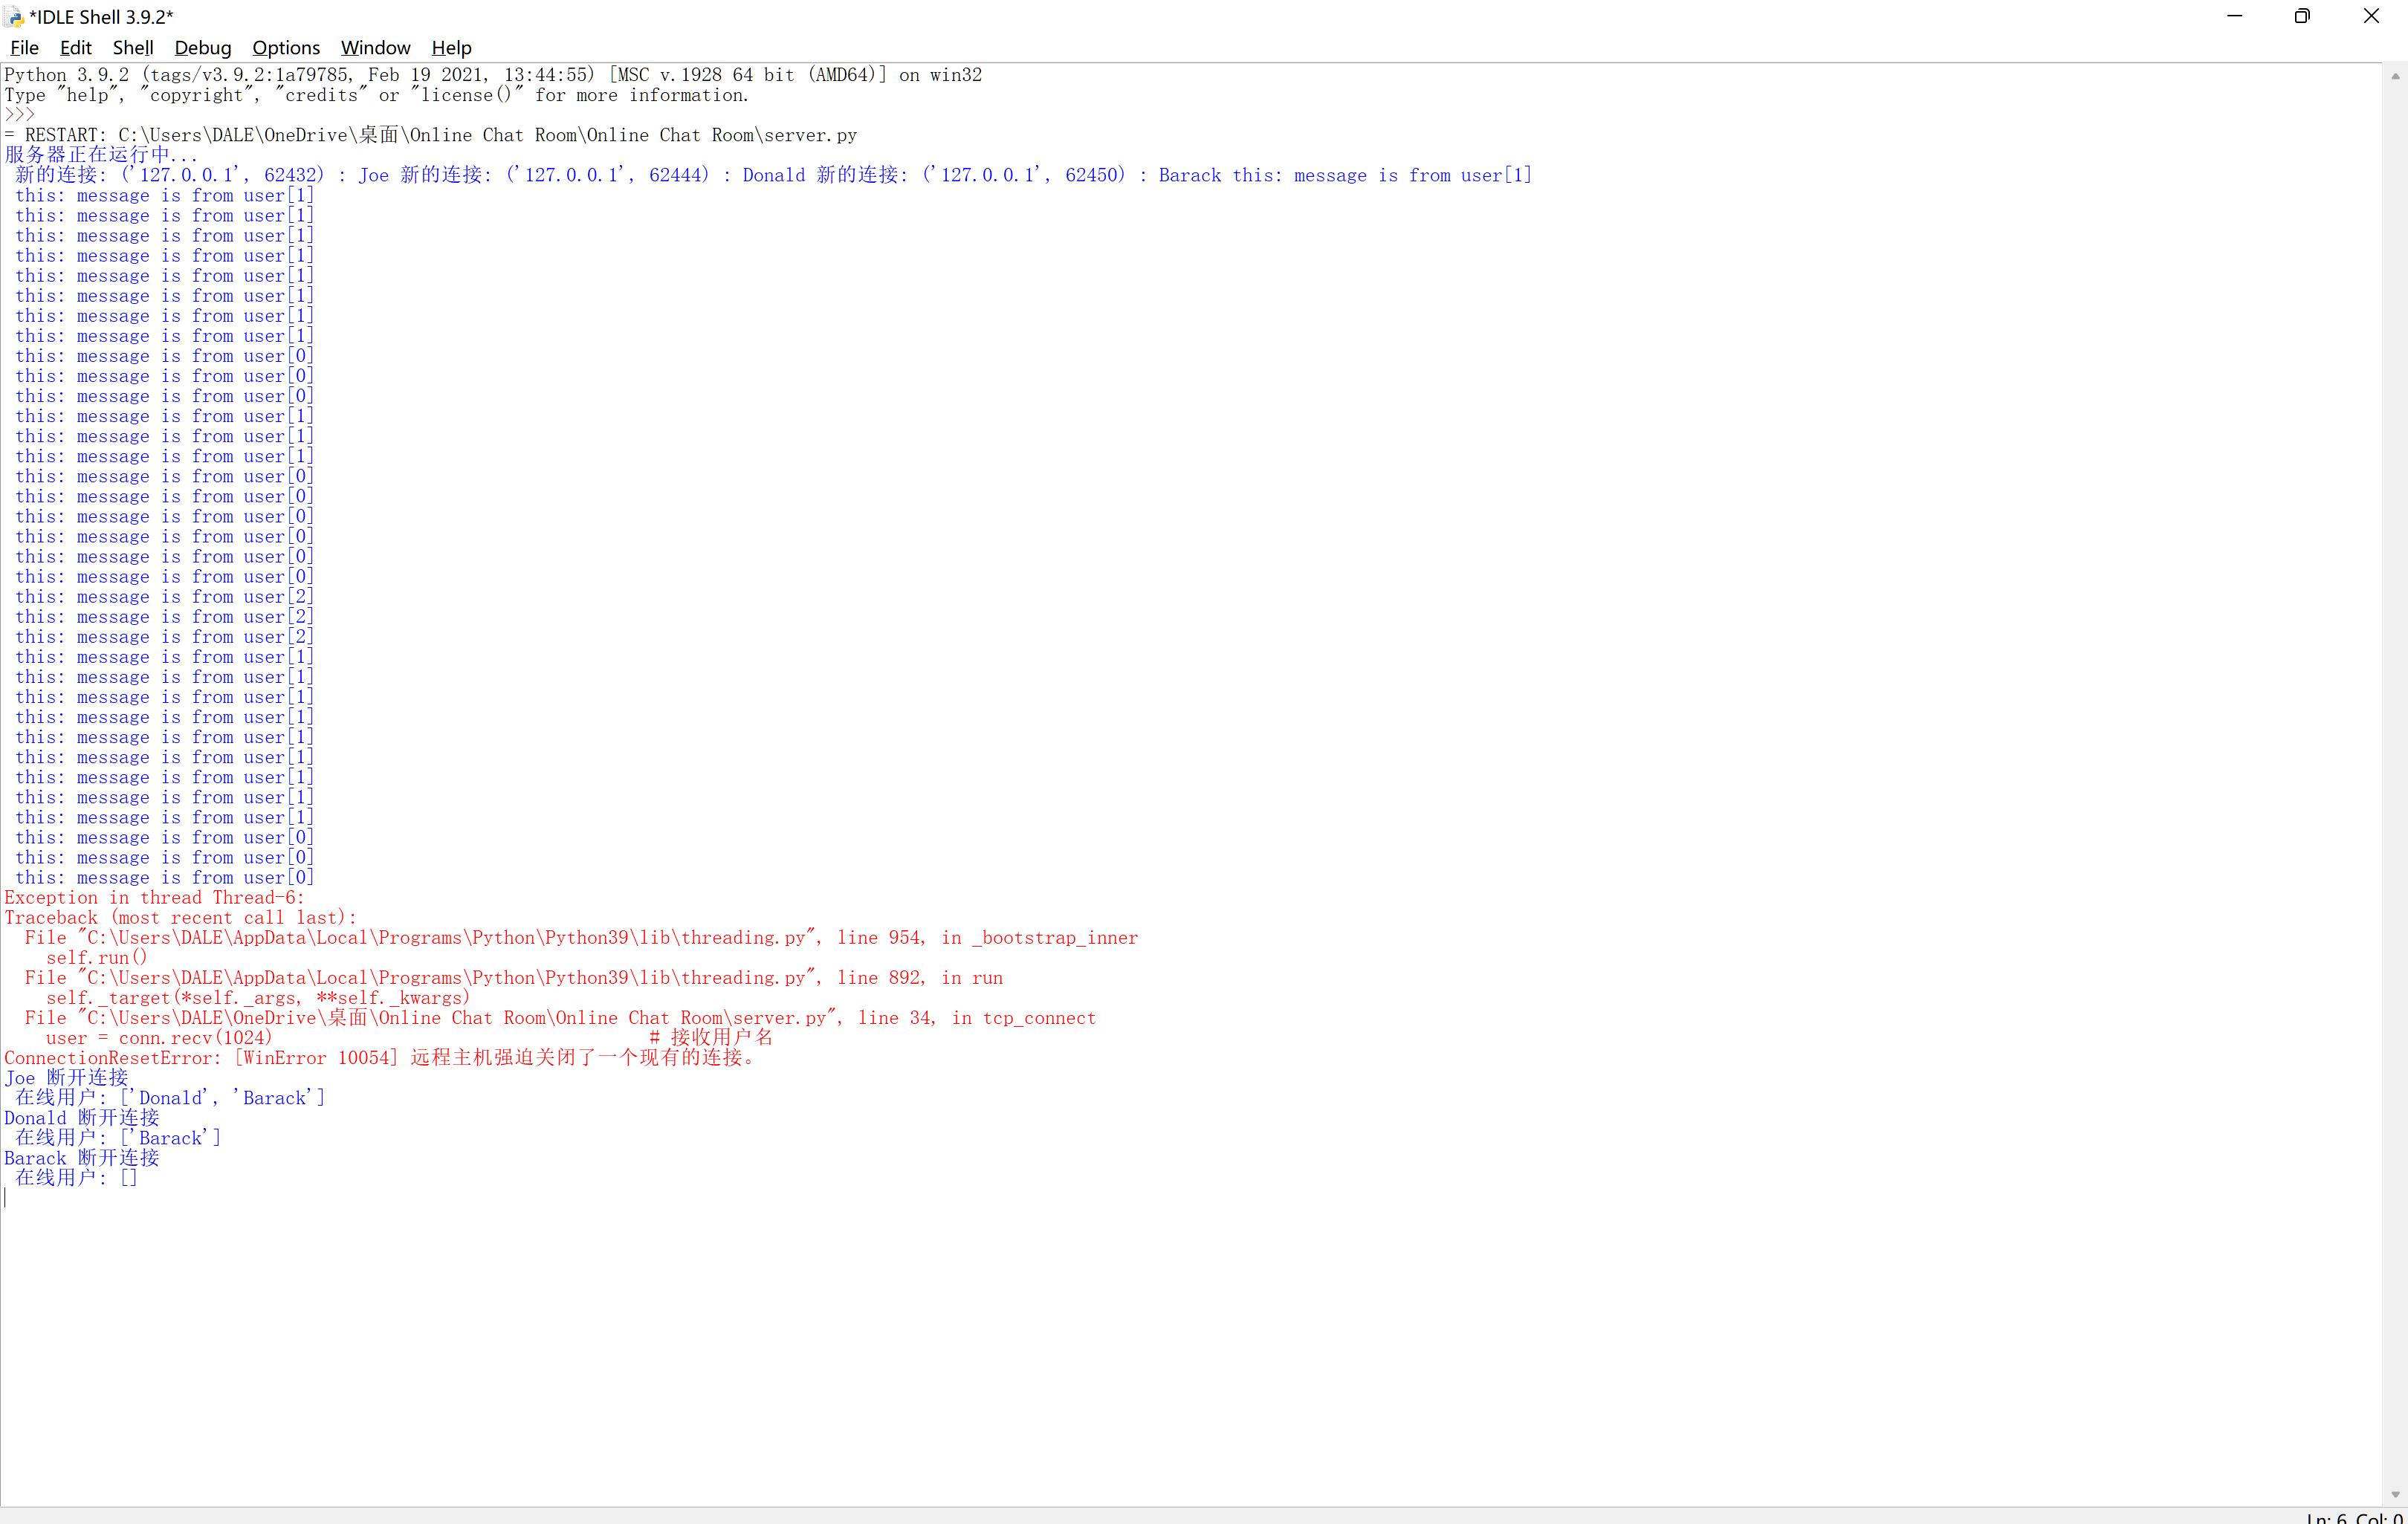 *IDLE Shell 3.9.2*
File Edit Shell Debug Options Window Help
Python 3.9.2 (tags/v3.9.2:1a79785, Feb 19 2021, 13:44:55) [MSC v.1928 64 bit (AMD64)] on win32
Type "help", "copyright", "credits" or "license()" for more information.
>>>
= RESTART: C:\Users\DALE\OneDrive\桌面\Online Chat Room\Online Chat Room\server.py
服务器正在运行中...
新的连接: ('127.0.0.1', 62432) : Joe 新的连接: ('127.0.0.1', 62444) : Donald 新的连接: ('127.0.0.1', 62450) : Barack this: message is from user[1]
this: message is from user[1]
this: message is from user[1]
this: message is from user[1]
this: message is from user[1]
this: message is from user[1]
this: message is from user[1]
this: message is from user[1]
this: message is from user[1]
this: message is from user[0]
this: message is from user[0]
this: message is from user[0]
this: message is from user[1]
this: message is from user[1]
this: message is from user[1]
this: message is from user[0]
this: message is from user[0]
this: message is from user[0]
this: message is from user[0]
this: message is from user[0]
this: message is from user[0]
this: message is from user[2]
this: message is from user[2]
this: message is from user[2]
this: message is from user[1]
this: message is from user[1]
this: message is from user[1]
this: message is from user[1]
this: message is from user[1]
this: message is from user[1]
this: message is from user[1]
this: message is from user[1]
this: message is from user[1]
this: message is from user[0]
this: message is from user[0]
this: message is from user[0]
Exception in thread Thread-6:
Traceback (most recent call last):
  File "C:\Users\DALE\AppData\Local\Programs\Python\Python39\lib\threading.py", line 954, in _bootstrap_inner
    self.run()
  File "C:\Users\DALE\AppData\Local\Programs\Python\Python39\lib\threading.py", line 892, in run
    self._target(*self._args, **self._kwargs)
  File "C:\Users\DALE\OneDrive\桌面\Online Chat Room\Online Chat Room\server.py", line 34, in tcp_connect
    user = conn.recv(1024) # 接收用户名
ConnectionResetError: [WinError 10054] 远程主机强迫关闭了一个现有的连接。
Joe 断开连接
在线用户: ['Donald', 'Barack']
Donald 断开连接
在线用户: ['Barack']
Barack 断开连接
在线用户: []
Ln: 6 Col: 0